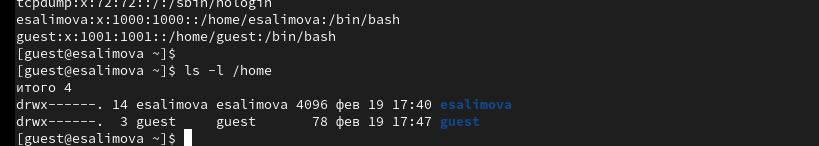 tcpdump:x:72:72::/:/sbin/nologin
esalimova:x:1000:1000::/home/esalimova:/bin/bash
guest:x:1001:1001::/home/guest:/bin/bash
[guest@esalimova ~]$
[guest@esalimova ~]$ ls -l /home
итого 4
drwx------. 14 esalimova esalimova 4096 фев 19 17:40 esalimova
drwx------.  3 guest     guest       78 фев 19 17:47 guest
[guest@esalimova ~]$